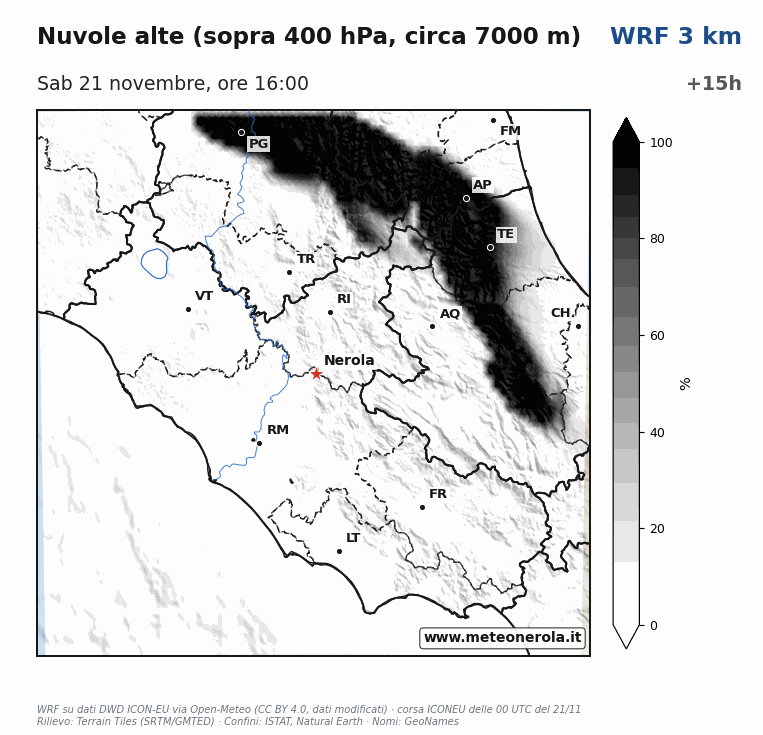 Nuvole alte (sopra 400 hPa, circa 7000 m)
WRF 3 km
Sab 21 novembre, ore 16:00
+15h
FM
PG
AP
TE
TR
VT
RI
AQ
CH
Nerola
RM
FR
LT
100
80
60
40
20
0
%
www.meteonerola.it
WRF su dati DWD ICON-EU via Open-Meteo (CC BY 4.0, dati modificati) · corsa ICONEU delle 00 UTC del 21/11
Rilievo: Terrain Tiles (SRTM/GMTED) · Confini: ISTAT, Natural Earth · Nomi: GeoNames